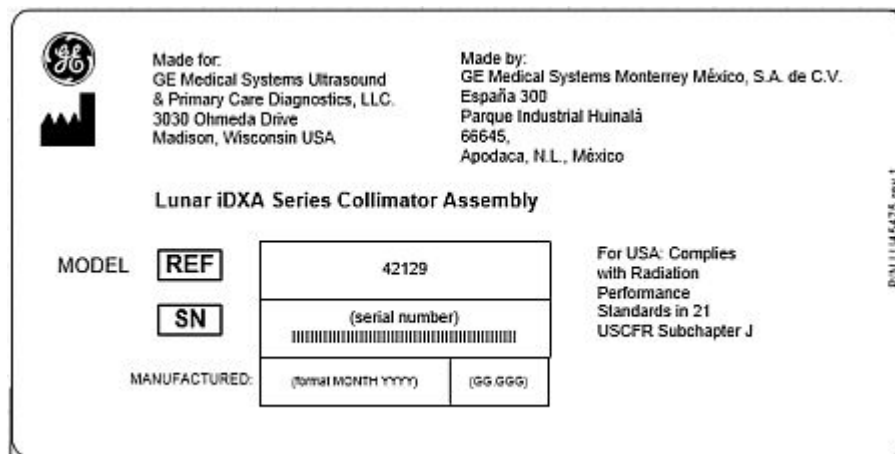 GE
Made for:
GE Medical Systems Ultrasound
& Primary Care Diagnostics, LLC.
3030 Ohmeda Drive
Madison, Wisconsin USA
Made by:
GE Medical Systems Monterrey México, S.A. de C.V.
España 300
Parque Industrial Huinalá
66645,
Apodaca, N.L., México
Lunar iDXA Series Collimator Assembly
MODEL REF 42129
SN (serial number)
MANUFACTURED: (format MONTH YYYY) (GG.GGG)
For USA: Complies
with Radiation
Performance
Standards in 21
USCFR Subchapter J